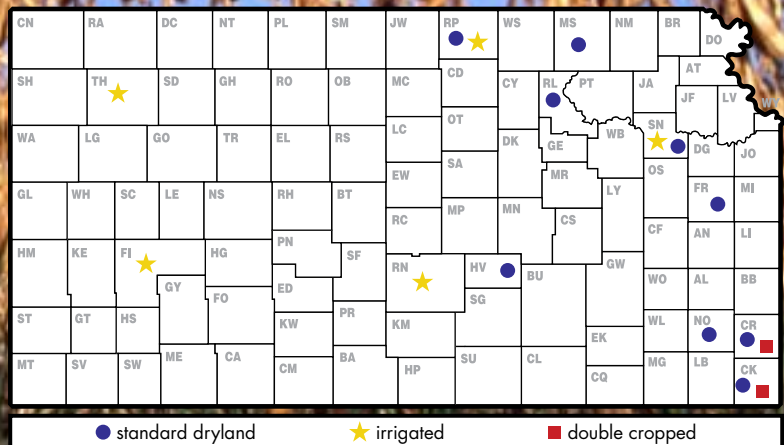 CN RA DC NT PL SM JW RP WS MS NM BR DO
SH TH SD GH RO OB MC CD CY RL PT JA AT
JF LV WY
WA LG GO TR EL RS LC OT DK GE WB SN DG JO
EW SA MR OS
GL WH SC LE NS RH BT RC MP MN CS LY FR MI
HM KE FI HG PN SF RN HV BU GW CF AN LI
GY FO ED SG WO AL BB
ST GT HS KW PR KM EK WL NO CR
MT SV SW ME CA CM BA HP SU CL CQ MG LB CK
standard dryland irrigated double cropped